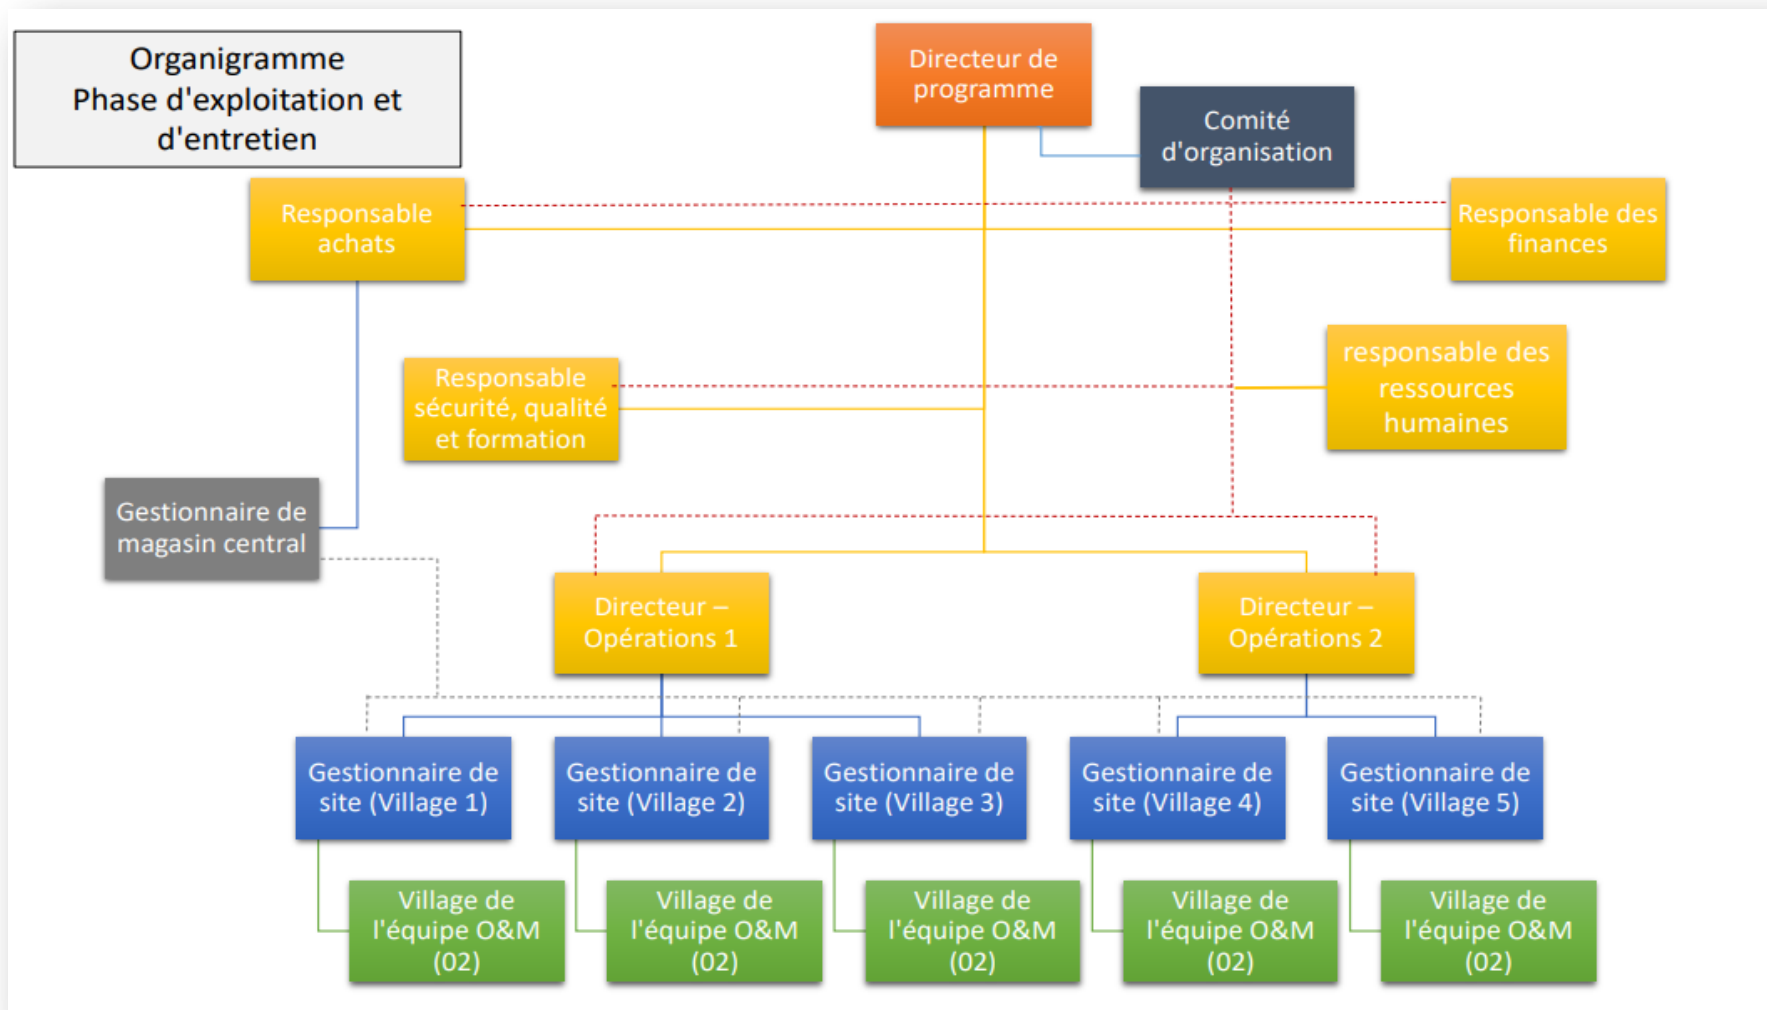 Organigramme
Phase d'exploitation et
d'entretien
Directeur de
programme
Comité
d'organisation
Responsable
achats
Responsable des
finances
Responsable
sécurité, qualité
et formation
responsable des
ressources
humaines
Gestionnaire de
magasin central
Directeur –
Opérations 1
Directeur –
Opérations 2
Gestionnaire de
site (Village 1)
Gestionnaire de
site (Village 2)
Gestionnaire de
site (Village 3)
Gestionnaire de
site (Village 4)
Gestionnaire de
site (Village 5)
Village de
l'équipe O&M
(02)
Village de
l'équipe O&M
(02)
Village de
l'équipe O&M
(02)
Village de
l'équipe O&M
(02)
Village de
l'équipe O&M
(02)